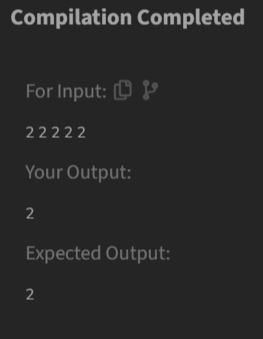 Compilation Completed
For Input:
2 2 2 2 2
Your Output:
2
Expected Output:
2